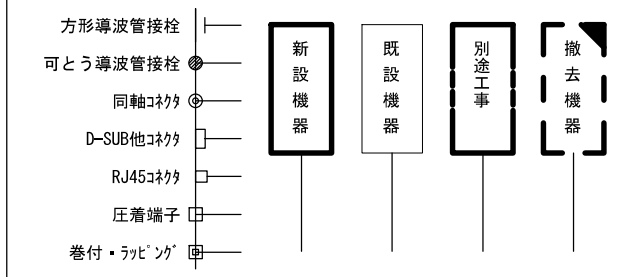 方形導波管接栓
可とう導波管接栓
同軸コネクタ
D-SUB他コネクタ
RJ45コネクタ
圧着端子
巻付・ラッピング
新設機器
既設機器
別途工事
撤去機器